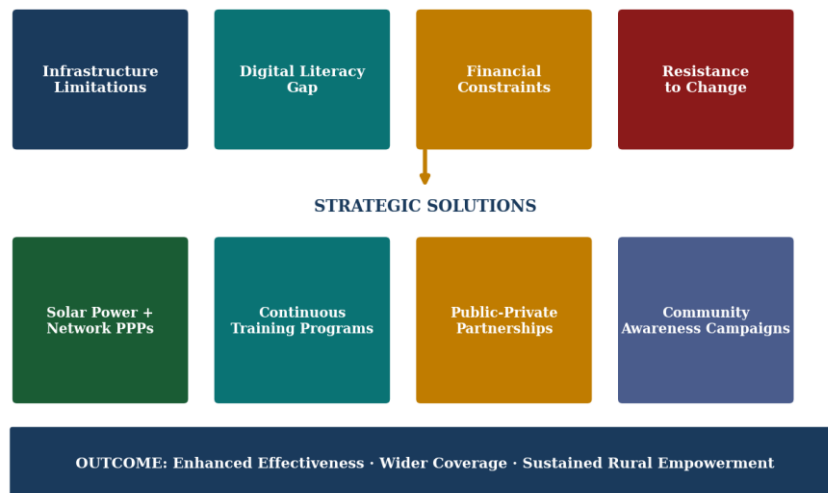 Infrastructure
Limitations
Digital Literacy
Gap
Financial
Constraints
Resistance
to Change
STRATEGIC SOLUTIONS
Solar Power +
Network PPPs
Continuous
Training Programs
Public-Private
Partnerships
Community
Awareness Campaigns
OUTCOME: Enhanced Effectiveness · Wider Coverage · Sustained Rural Empowerment